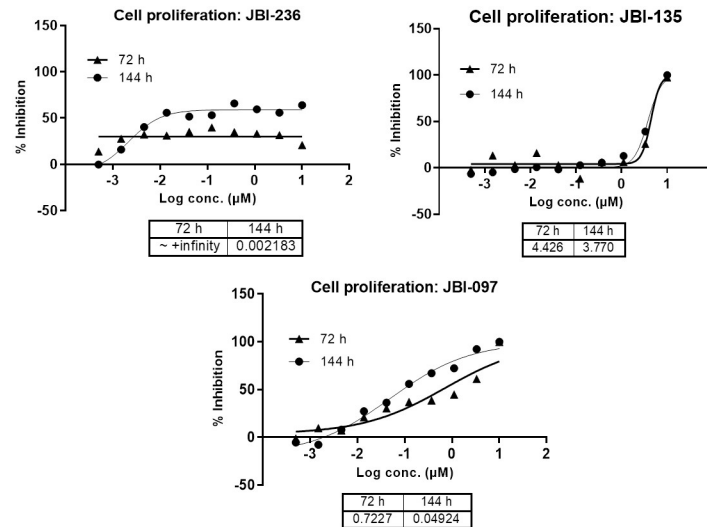 Cell proliferation: JBI-236
150
100
50
0
-50
% Inhibition
72 h
144 h
-3
-2
-1
0
1
2
Log conc. (µM)
72 h 144 h
~ +infinity 0.002183
Cell proliferation: JBI-135
150
100
50
0
-50
% Inhibition
72 h
144 h
-3
-2
-1
0
1
2
Log conc. (µM)
72 h 144 h
4.426 3.770
Cell proliferation: JBI-097
150
100
50
0
-50
% Inhibition
72 h
144 h
-3
-2
-1
0
1
2
Log conc. (µM)
72 h 144 h
0.7227 0.04924